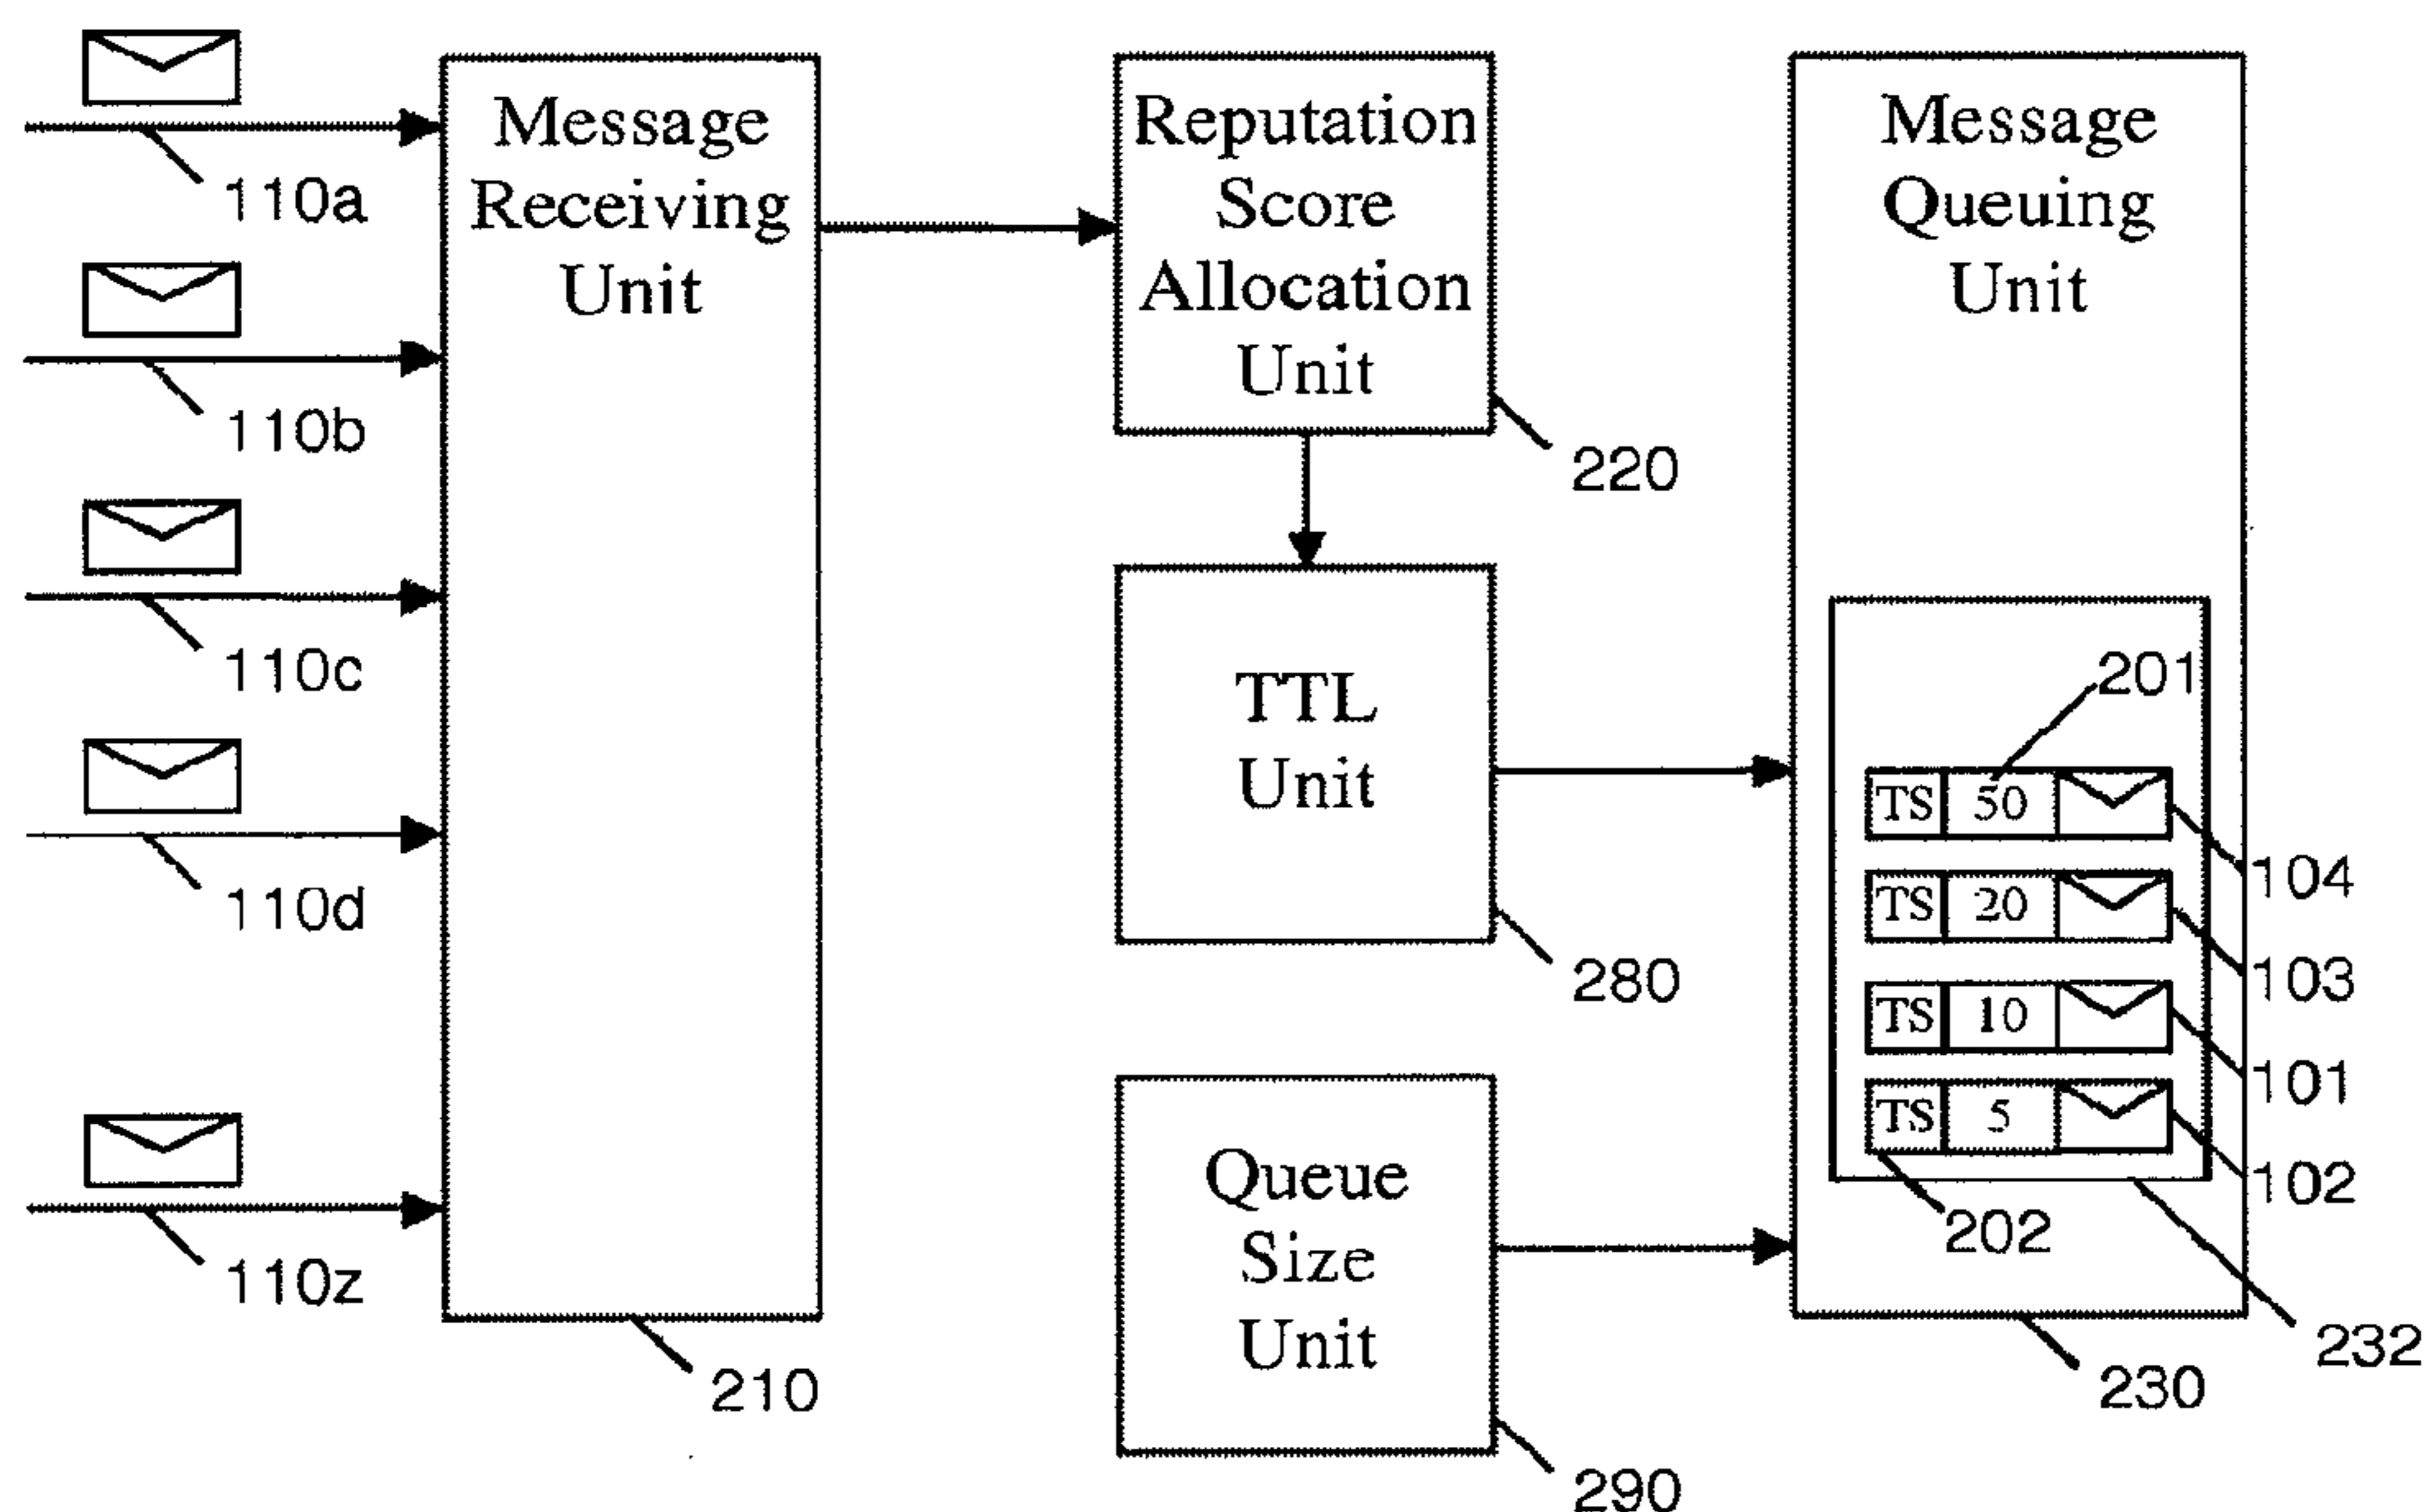 110a
110b
110c
110d
110z
Message
Receiving
Unit
210
Reputation
Score
Allocation
Unit
220
TTL
Unit
280
Queue
Size
Unit
290
Message
Queuing
Unit
201
TS 50
104
TS 20
103
TS 10
101
TS 5
102
202
232
230